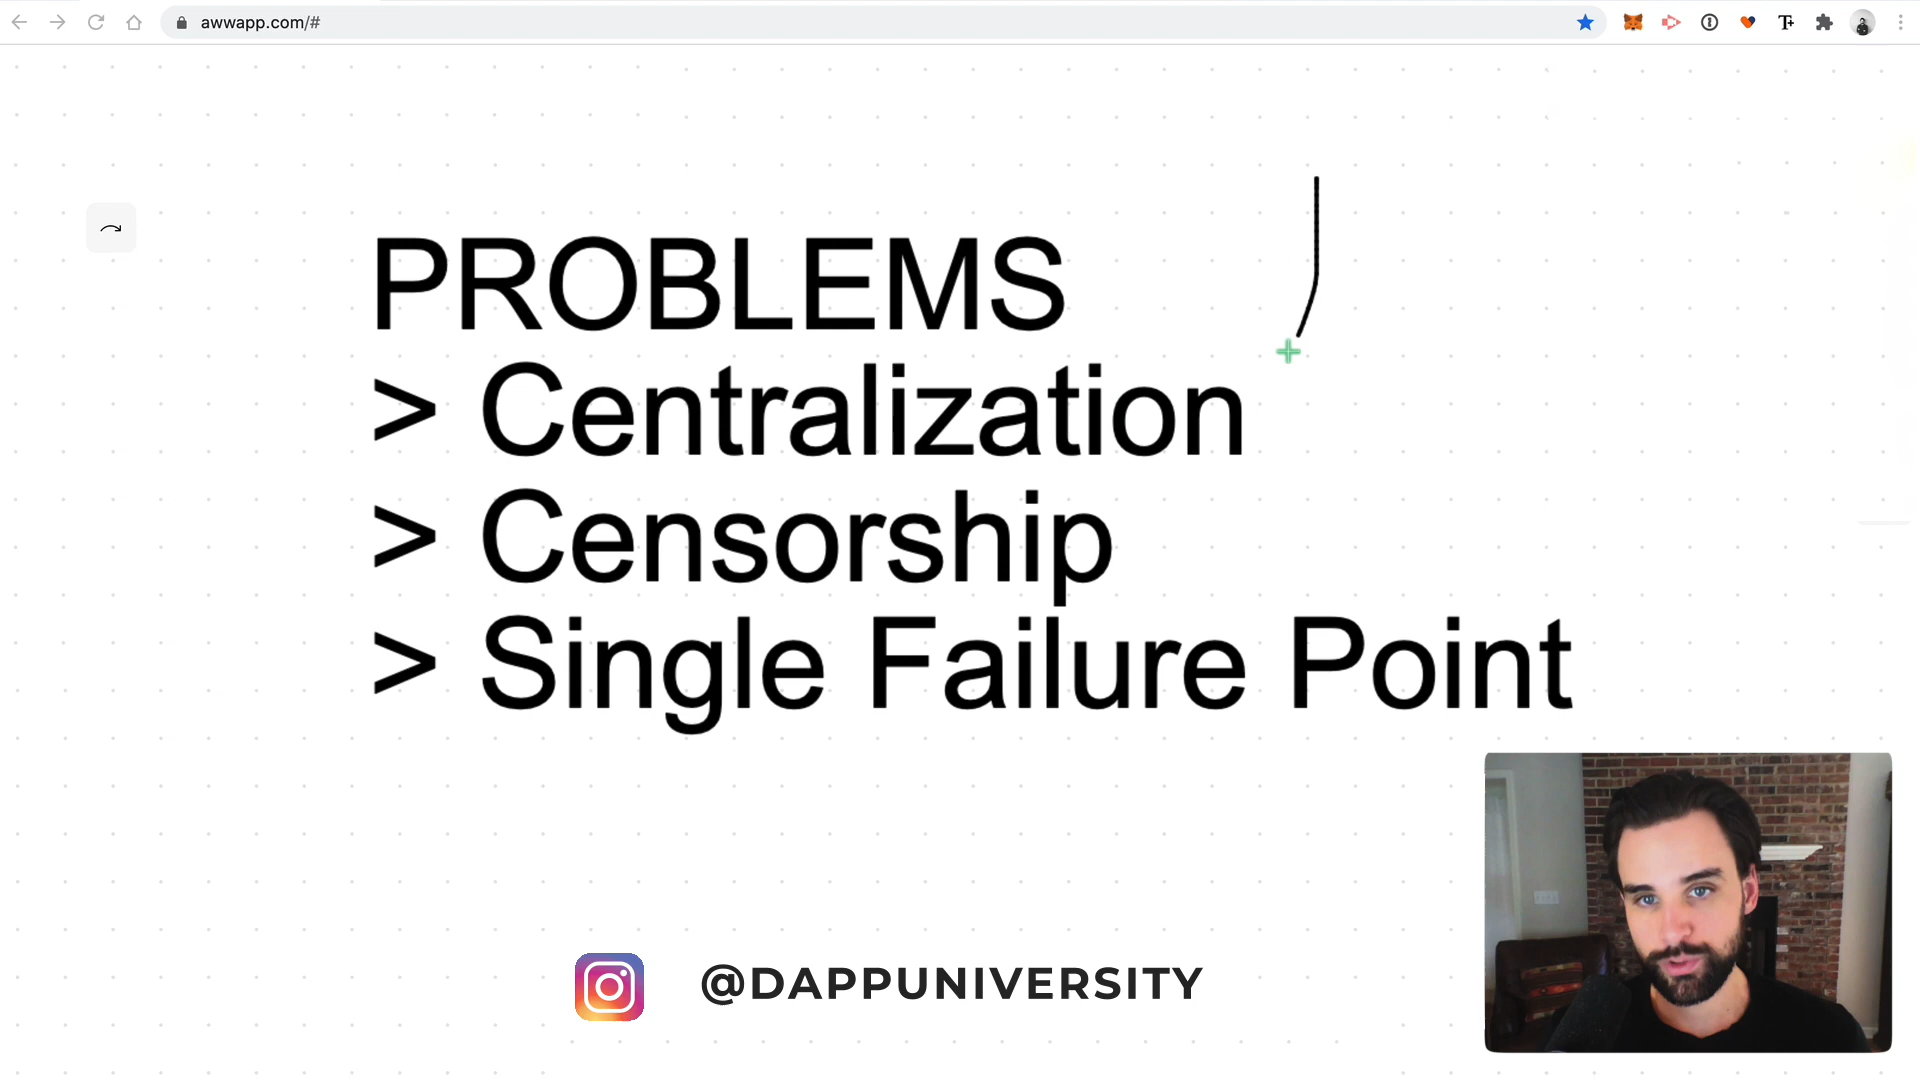 awwapp.com/#
PROBLEMS
> Centralization
> Censorship
> Single Failure Point
@DAPPUNIVERSITY